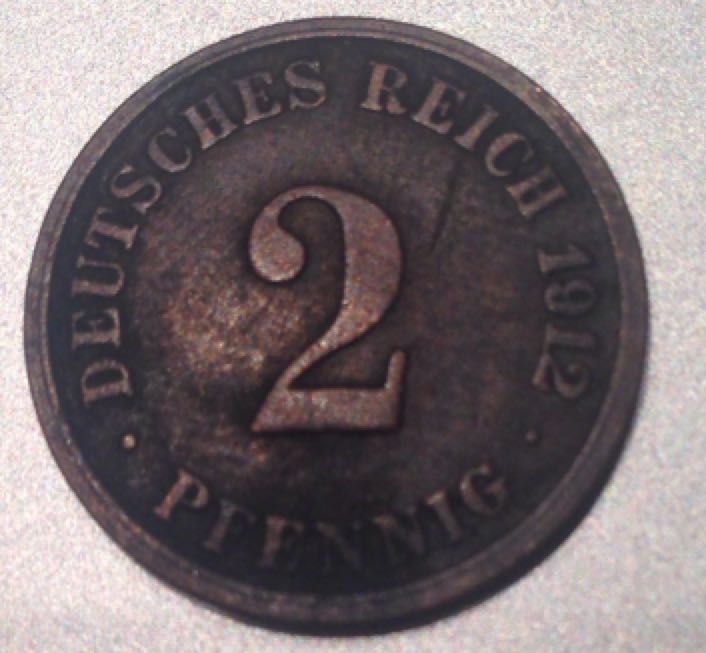 DEUTSCHES REICH 1912
2
PFENNIG